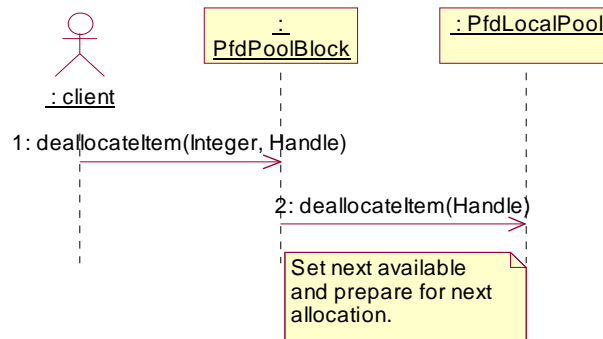 :
PfdPoolBlock
: PfdLocalPool
: client
1: deallocateItem(Integer, Handle)
2: deallocateItem(Handle)
Set next available
and prepare for next
allocation.